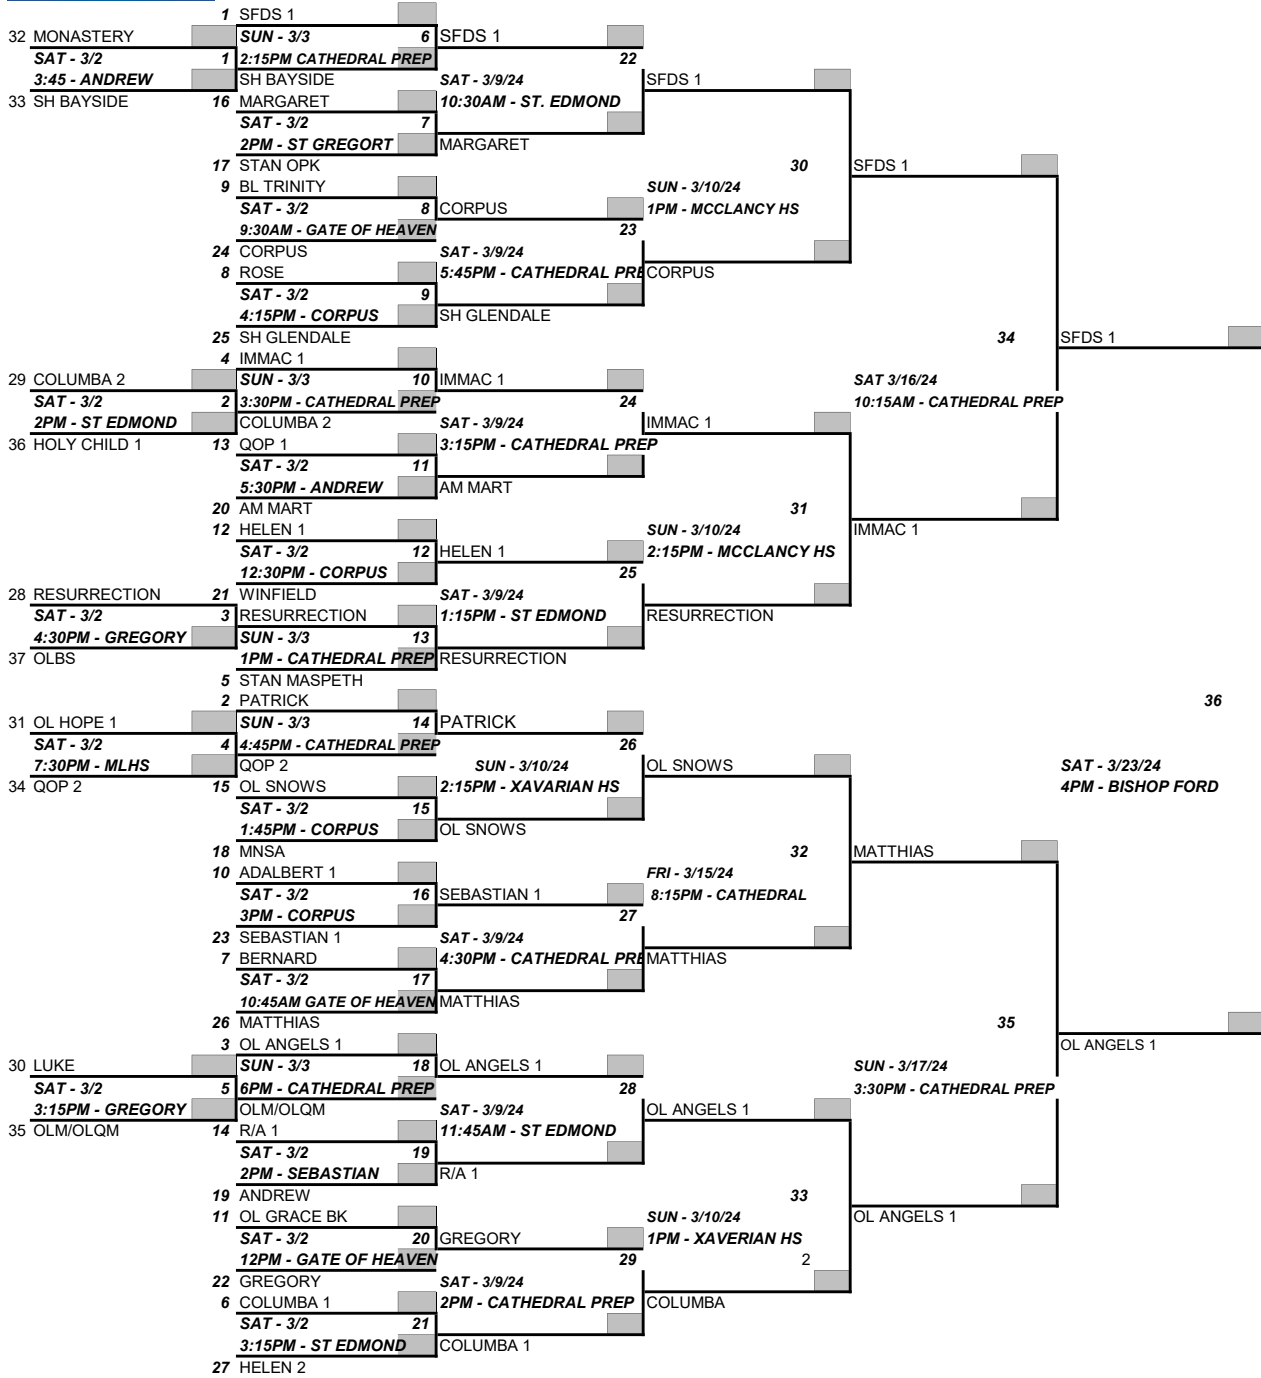 1 SFDS 1
32 MONASTERY SUN - 3/3 6 SFDS 1
SAT - 3/2 1 2:15PM CATHEDRAL PREP 22
3:45 - ANDREW SH BAYSIDE SAT - 3/9/24 SFDS 1
33 SH BAYSIDE 16 MARGARET 10:30AM - ST. EDMOND
SAT - 3/2 7
2PM - ST GREGORT MARGARET
17 STAN OPK 30 SFDS 1
9 BL TRINITY SUN - 3/10/24
SAT - 3/2 8 CORPUS 1PM - MCCLANCY HS
9:30AM - GATE OF HEAVEN 23
24 CORPUS SAT - 3/9/24
8 ROSE 5:45PM - CATHEDRAL PRE CORPUS
SAT - 3/2 9
4:15PM - CORPUS SH GLENDALE
25 SH GLENDALE 34 SFDS 1
4 IMMAC 1
29 COLUMBA 2 SUN - 3/3 10 IMMAC 1 SAT 3/16/24
SAT - 3/2 2 3:30PM - CATHEDRAL PREP 24 10:15AM - CATHEDRAL PREP
2PM - ST EDMOND COLUMBA 2 SAT - 3/9/24 IMMAC 1
36 HOLY CHILD 1 13 QOP 1 3:15PM - CATHEDRAL PREP
SAT - 3/2 11
5:30PM - ANDREW AM MART
20 AM MART 31
12 HELEN 1 SUN - 3/10/24 IMMAC 1
SAT - 3/2 12 HELEN 1 2:15PM - MCCLANCY HS
12:30PM - CORPUS 25
28 RESURRECTION 21 WINFIELD SAT - 3/9/24
SAT - 3/2 3 RESURRECTION 1:15PM - ST EDMOND RESURRECTION
4:30PM - GREGORY SUN - 3/3 13
37 OLBS 1PM - CATHEDRAL PREP RESURRECTION
5 STAN MASPETH
2 PATRICK 36
31 OL HOPE 1 SUN - 3/3 14 PATRICK
SAT - 3/2 4 4:45PM - CATHEDRAL PREP 26
7:30PM - MLHS QOP 2 SUN - 3/10/24 OL SNOWS SAT - 3/23/24
34 QOP 2 15 OL SNOWS 2:15PM - XAVARIAN HS 4PM - BISHOP FORD
SAT - 3/2 15
1:45PM - CORPUS OL SNOWS
18 MNSA 32 MATTHIAS
10 ADALBERT 1 FRI - 3/15/24
SAT - 3/2 16 SEBASTIAN 1 8:15PM - CATHEDRAL
3PM - CORPUS 27
23 SEBASTIAN 1 SAT - 3/9/24
7 BERNARD 4:30PM - CATHEDRAL PRE MATTHIAS
SAT - 3/2 17
10:45AM GATE OF HEAVEN MATTHIAS
26 MATTHIAS 35
3 OL ANGELS 1 OL ANGELS 1
30 LUKE SUN - 3/3 18 OL ANGELS 1 SUN - 3/17/24
SAT - 3/2 5 6PM - CATHEDRAL PREP 28 3:30PM - CATHEDRAL PREP
3:15PM - GREGORY OLM/OLQM SAT - 3/9/24 OL ANGELS 1
35 OLM/OLQM 14 R/A 1 11:45AM - ST EDMOND
SAT - 3/2 19
2PM - SEBASTIAN R/A 1
19 ANDREW 33
11 OL GRACE BK SUN - 3/10/24 OL ANGELS 1
SAT - 3/2 20 GREGORY 1PM - XAVERIAN HS
12PM - GATE OF HEAVEN 29 2
22 GREGORY SAT - 3/9/24
6 COLUMBA 1 2PM - CATHEDRAL PREP COLUMBA
SAT - 3/2 21
3:15PM - ST EDMOND COLUMBA 1
27 HELEN 2